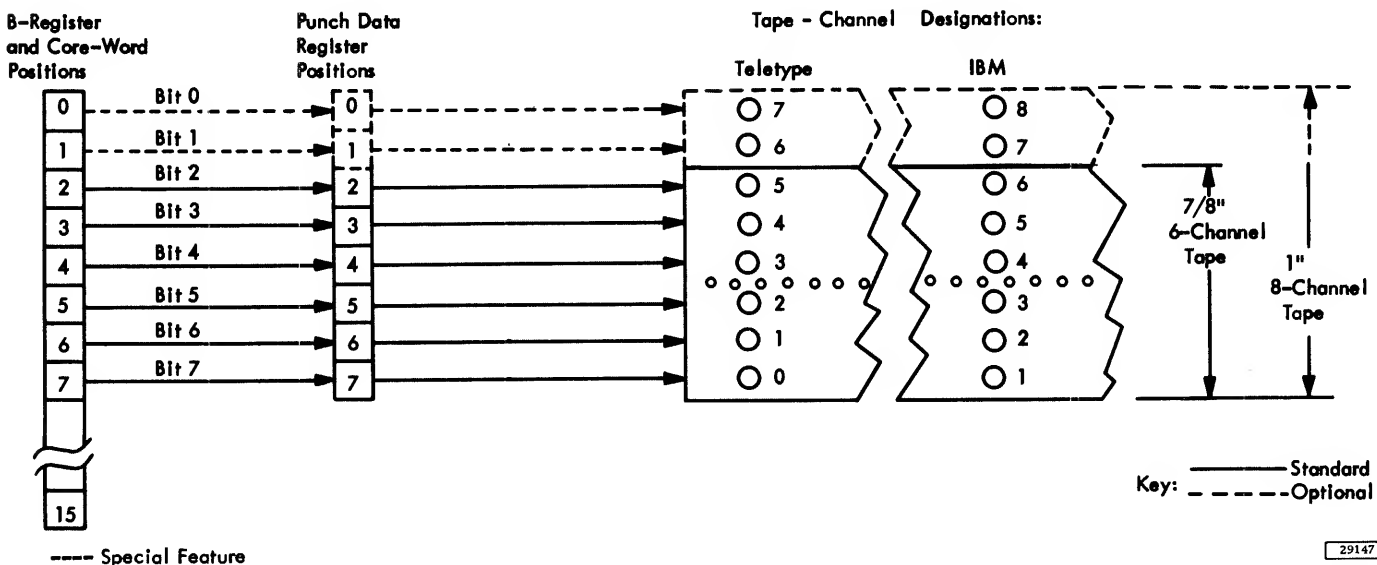 B-Register
and Core-Word
Positions
Punch Data
Register
Positions
Tape - Channel Designations:
Teletype
IBM
0
Bit 0
0
7
8
1
Bit 1
1
6
7
2
Bit 2
2
5
6
3
Bit 3
3
4
5
4
Bit 4
4
3
4
5
Bit 5
5
2
3
6
Bit 6
6
1
2
7
Bit 7
7
0
1
15
7/8"
6-Channel
Tape
1"
8-Channel
Tape
Key:
Standard
Optional
Special Feature
29147